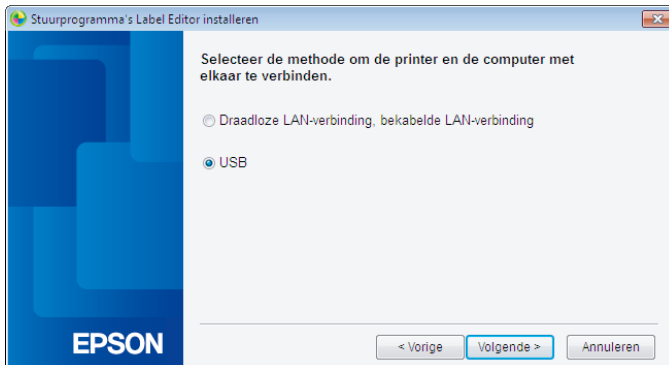 Stuurprogramma's Label Editor installeren
Selecteer de methode om de printer en de computer met
elkaar te verbinden.
Draadloze LAN-verbinding, bekabelde LAN-verbinding
USB
EPSON
< Vorige
Volgende >
Annuleren